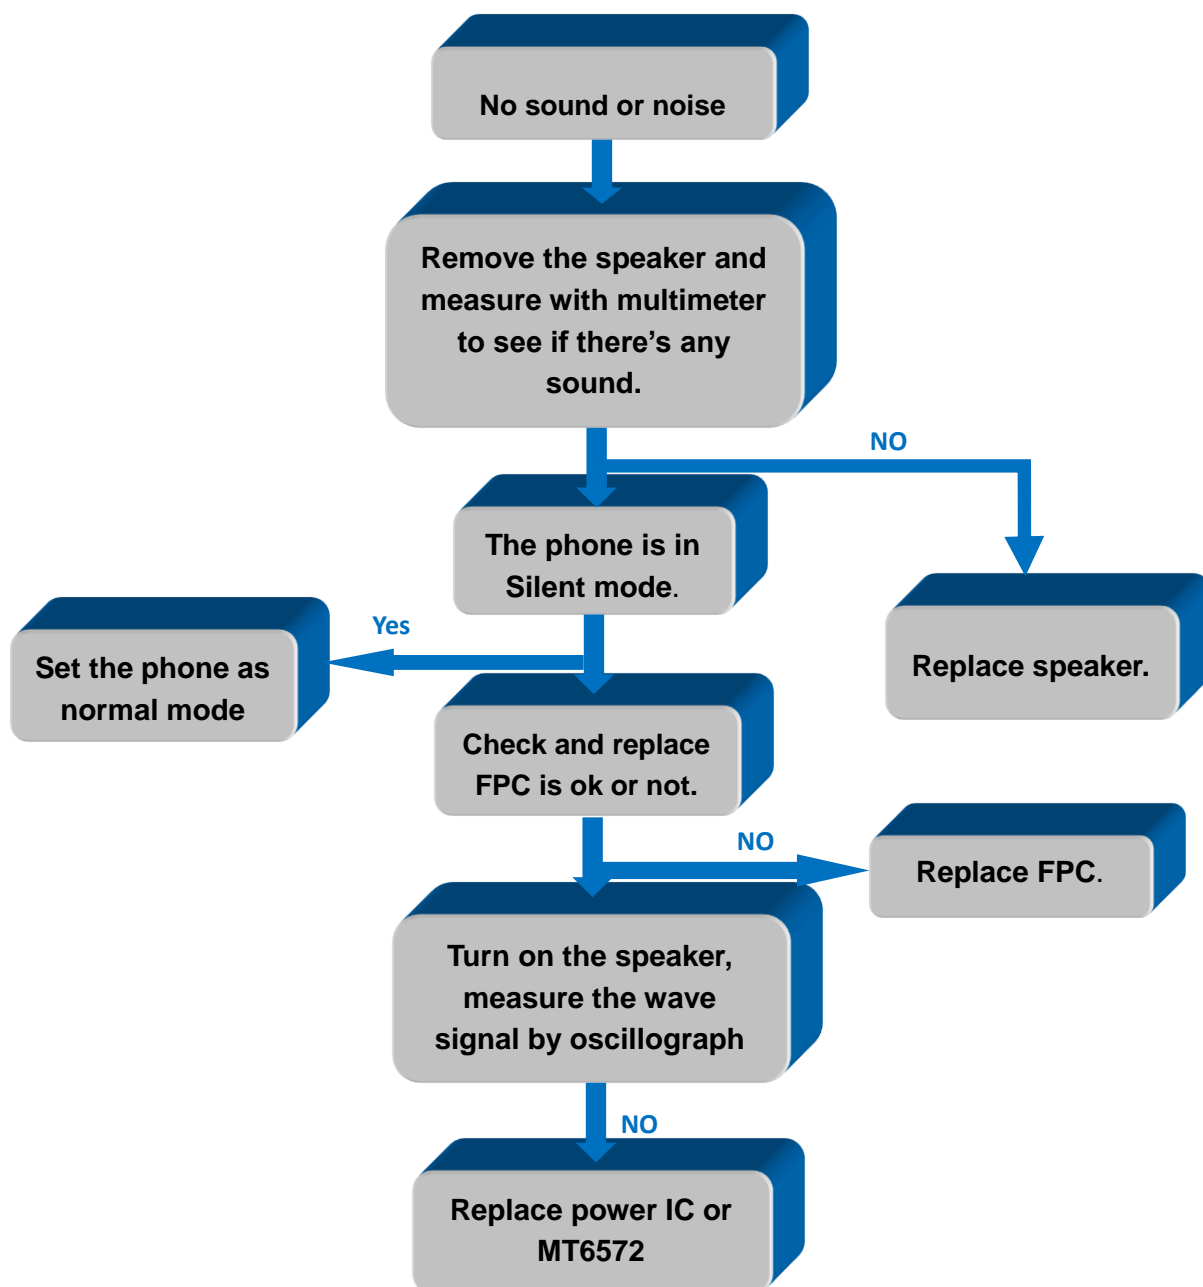 No sound or noise
Remove the speaker and
measure with multimeter
to see if there’s any
sound.
NO
The phone is in
Silent mode.
Yes
Set the phone as
normal mode
Replace speaker.
Check and replace
FPC is ok or not.
NO
Replace FPC.
Turn on the speaker,
measure the wave
signal by oscillograph
NO
Replace power IC or
MT6572